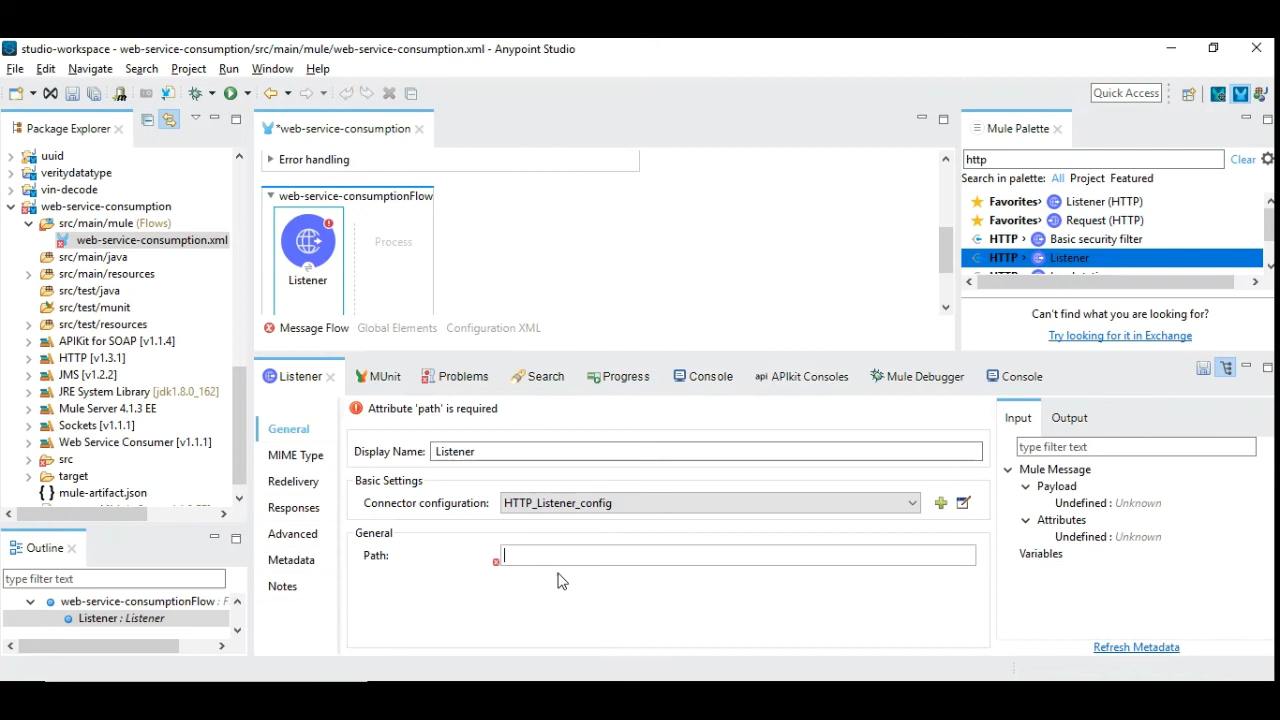 studio-workspace - web-service-consumption/src/main/mule/web-service-consumption.xml - Anypoint Studio
File Edit Navigate Search Project Run Window Help
Quick Access
Package Explorer
uuid
veritydatatype
vin-decode
web-service-consumption
src/main/mule (Flows)
web-service-consumption.xml
src/main/java
src/main/resources
src/test/java
src/test/munit
src/test/resources
APIKit for SOAP [v1.1.4]
HTTP [v1.3.1]
JMS [v1.2.2]
JRE System Library [jdk1.8.0_162]
Mule Server 4.1.3 EE
Sockets [v1.1.1]
Web Service Consumer [v1.1.1]
src
target
mule-artifact.json
Outline
type filter text
web-service-consumptionFlow : F
Listener : Listener
*web-service-consumption
Error handling
web-service-consumptionFlow
Process
Listener
Message Flow Global Elements Configuration XML
Mule Palette
http
Clear
Search in palette: All Project Featured
Favorites› Listener (HTTP)
Favorites› Request (HTTP)
HTTP › Basic security filter
HTTP › Listener
Can't find what you are looking for?
Try looking for it in Exchange
Listener MUnit Problems Search Progress Console api APIkit Consoles Mule Debugger Console
Attribute 'path' is required
General
MIME Type
Redelivery
Responses
Advanced
Metadata
Notes
Display Name: Listener
Basic Settings
Connector configuration: HTTP_Listener_config
General
Path:
Input Output
type filter text
Mule Message
Payload
Undefined : Unknown
Attributes
Undefined : Unknown
Variables
Refresh Metadata